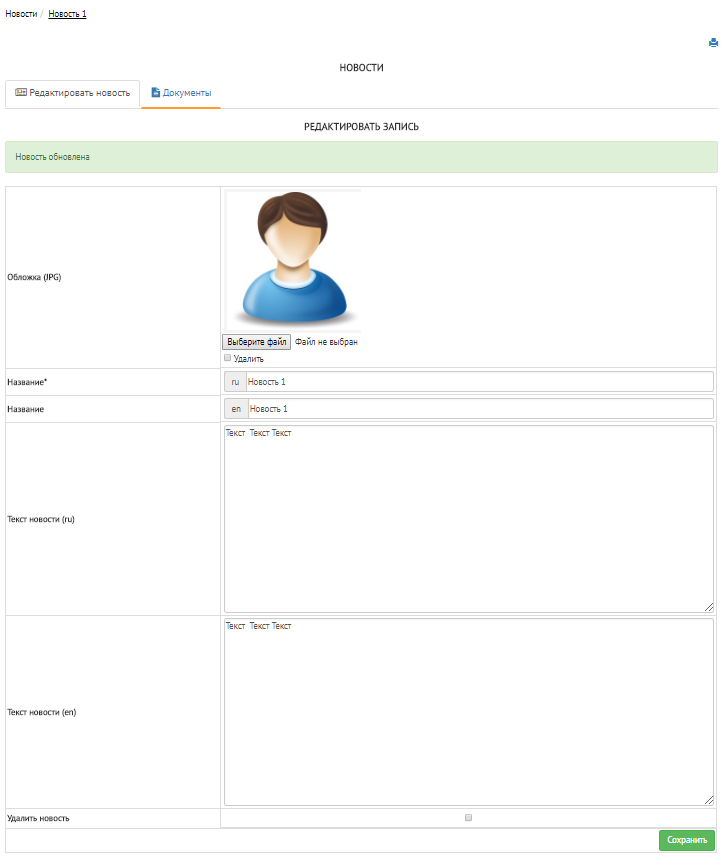 Новости / Новость 1
НОВОСТИ
Редактировать новость Документы
РЕДАКТИРОВАТЬ ЗАПИСЬ
Новость обновлена
Обложка (JPG)
Выберите файл Файл не выбран
Удалить
Название* ru Новость 1
Название en Новость 1
Текст новости (ru) Текст Текст Текст
Текст новости (en) Текст Текст Текст
Удалить новость
Сохранить